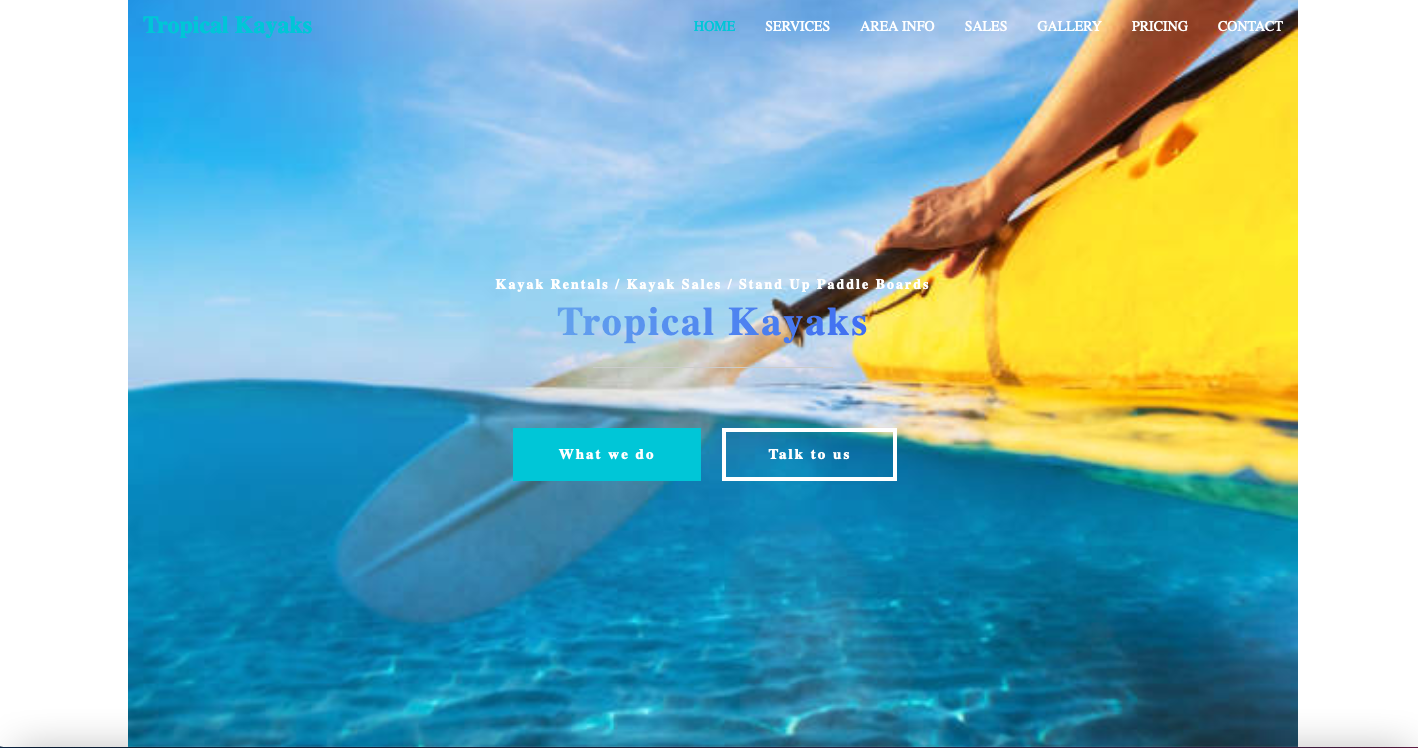 Tropical Kayaks
HOME SERVICES AREA INFO SALES GALLERY PRICING CONTACT
Kayak Rentals / Kayak Sales / Stand Up Paddle Boards
Tropical Kayaks
What we do
Talk to us